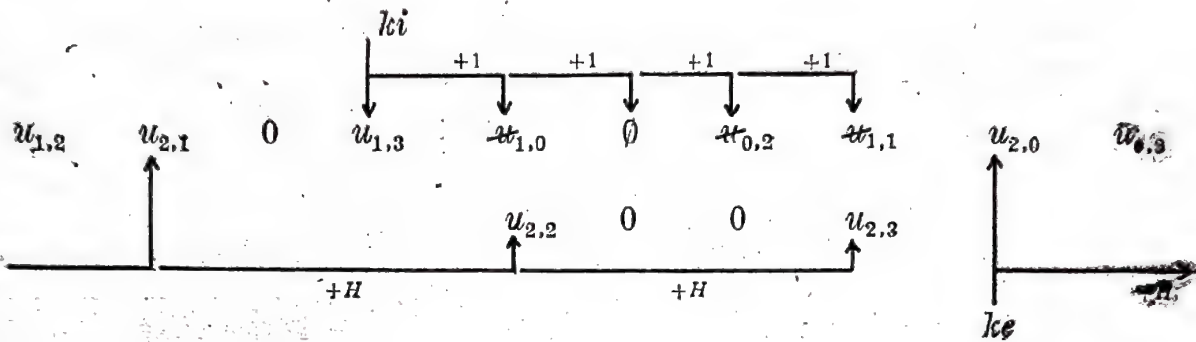 ki
+1 +1 +1 +1
u1,2 u2,1 0 u1,3 u1,0 ∅ u0,2 u1,1 u2,0
u2,2 0 0 u2,3
+H +H
ke